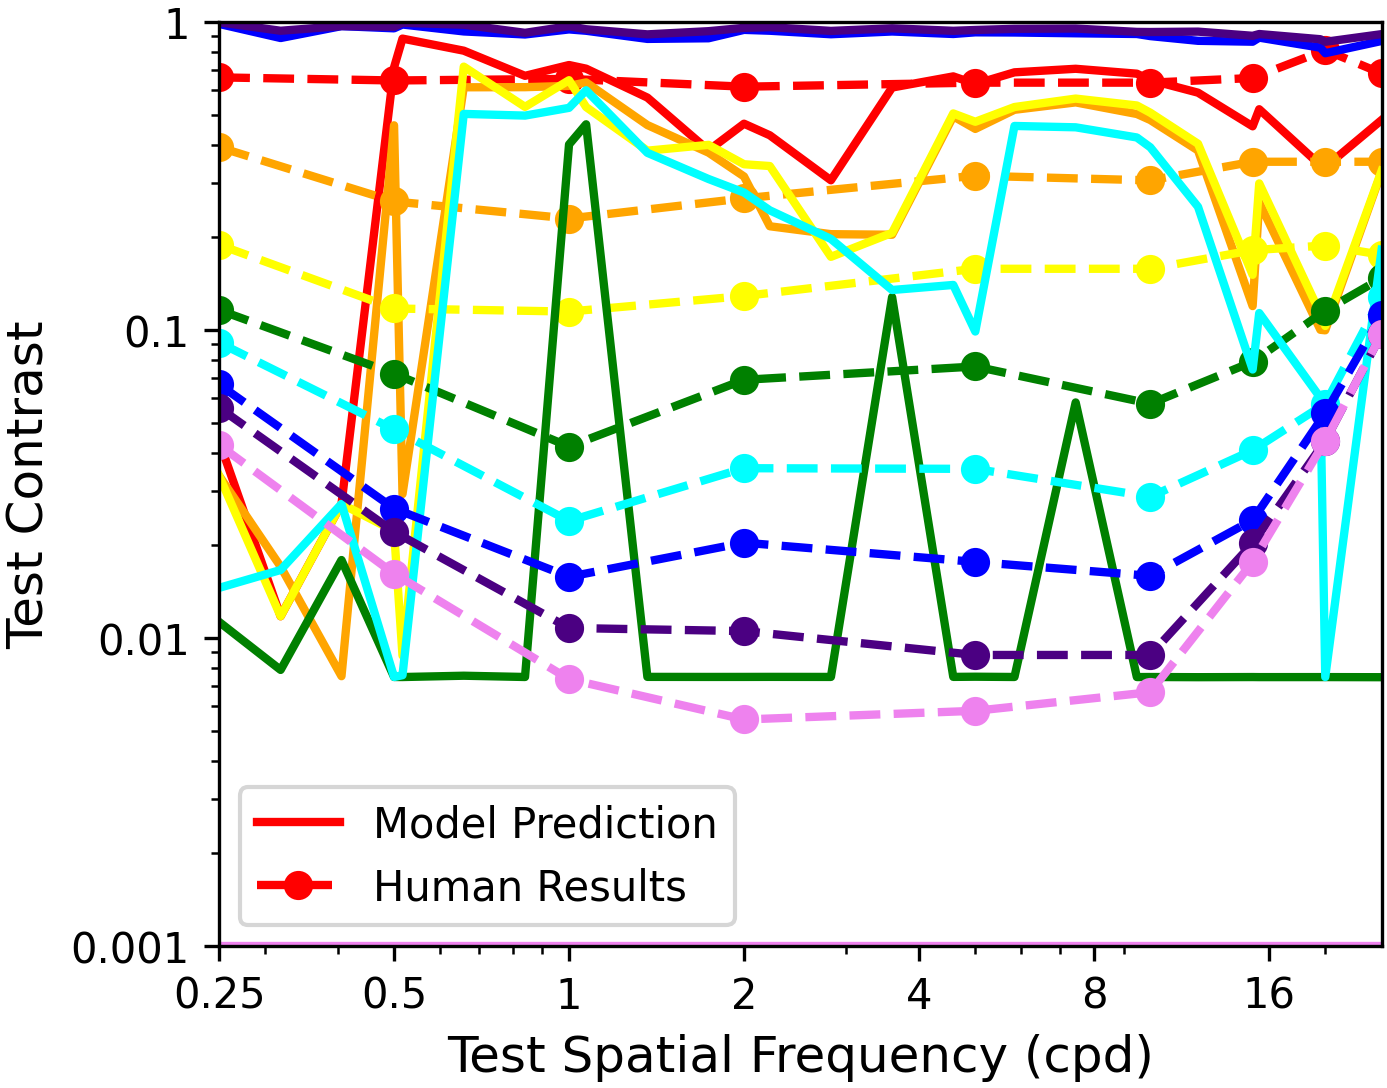 1
0.1
0.01
0.001
Test Contrast
Model Prediction
Human Results
0.25 0.5 1 2 4 8 16
Test Spatial Frequency (cpd)